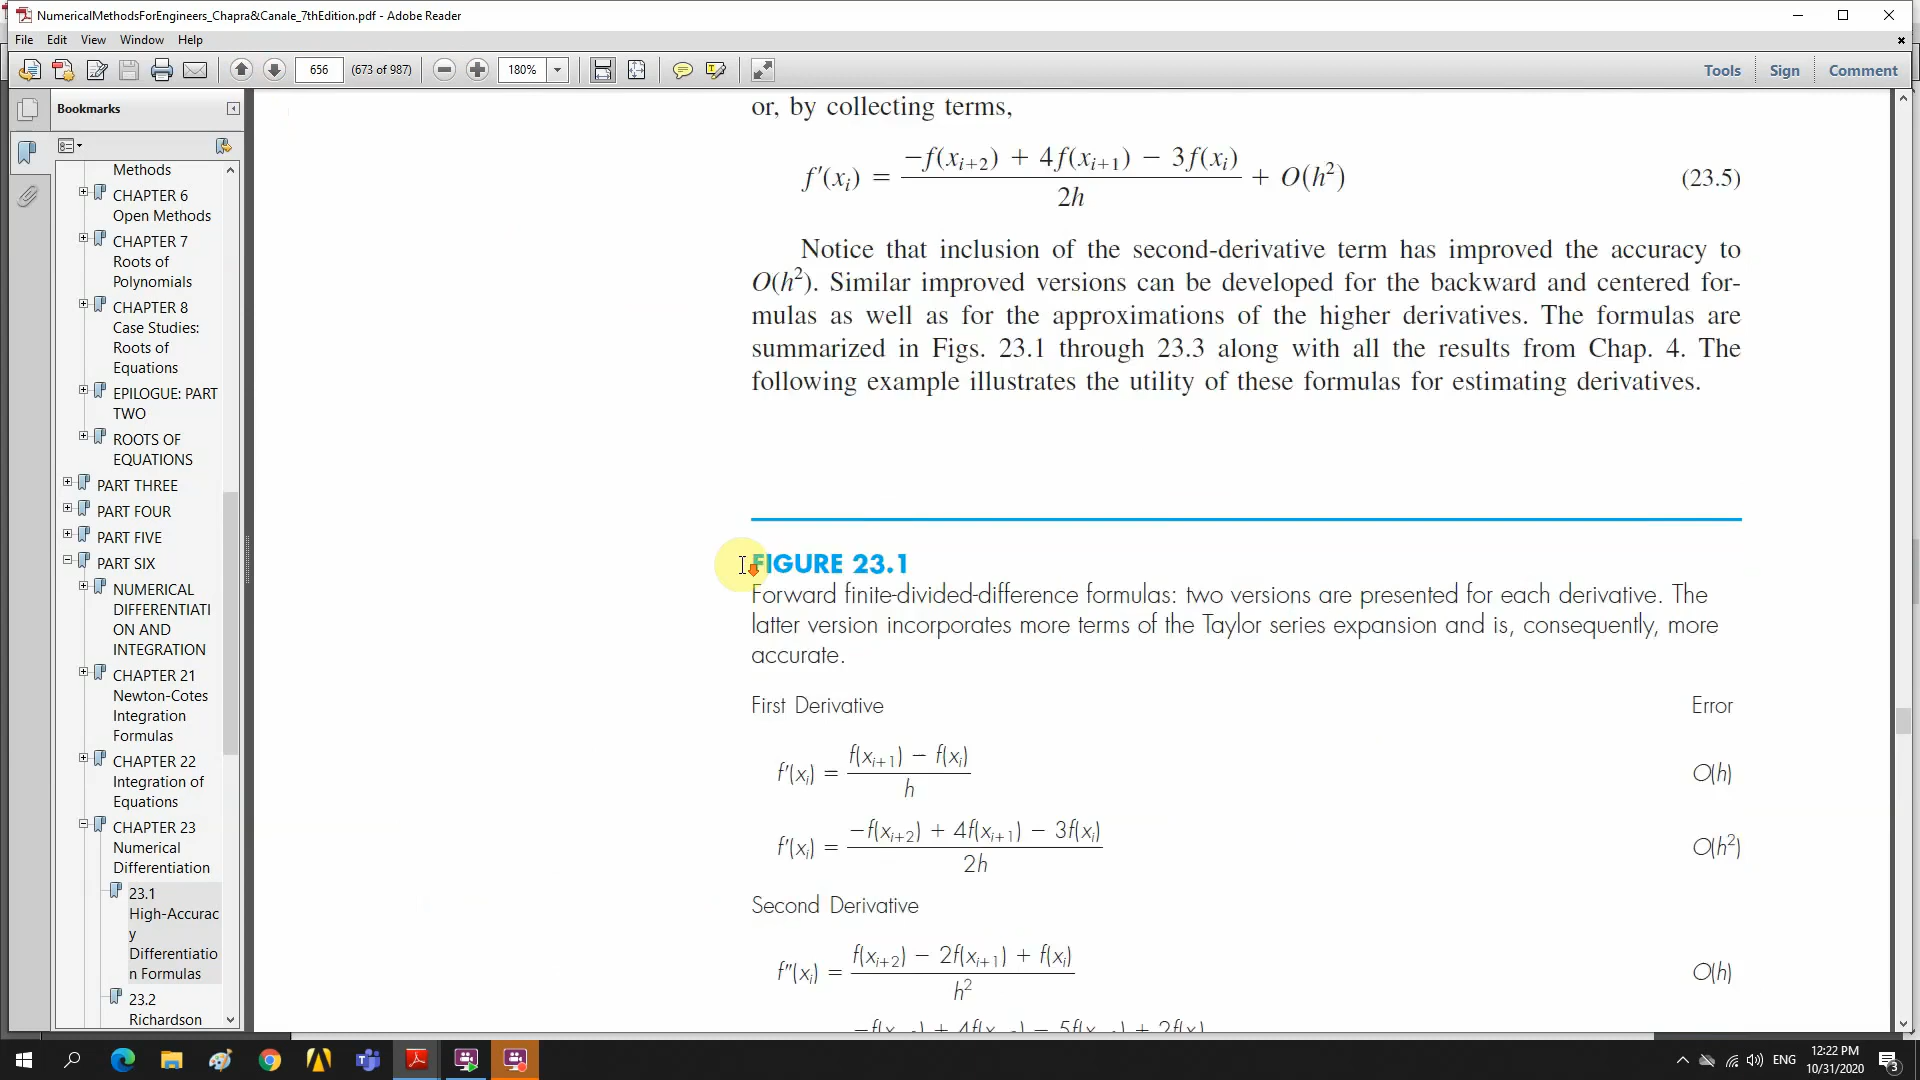 NumericalMethodsForEngineers_Chapra&Canale_7thEdition.pdf - Adobe Reader
File Edit View Window Help
656 (673 of 987) 180% Tools Sign Comment
Bookmarks
Methods
CHAPTER 6
Open Methods
CHAPTER 7
Roots of
Polynomials
CHAPTER 8
Case Studies:
Roots of
Equations
EPILOGUE: PART
TWO
ROOTS OF
EQUATIONS
PART THREE
PART FOUR
PART FIVE
PART SIX
NUMERICAL
DIFFERENTIATI
ON AND
INTEGRATION
CHAPTER 21
Newton-Cotes
Integration
Formulas
CHAPTER 22
Integration of
Equations
CHAPTER 23
Numerical
Differentiation
23.1
High-Accurac
y
Differentiatio
n Formulas
23.2
Richardson
or, by collecting terms,
f′(xᵢ) = (−f(xᵢ₊₂) + 4f(xᵢ₊₁) − 3f(xᵢ)) / 2h + O(h²) (23.5)
Notice that inclusion of the second-derivative term has improved the accuracy to
O(h²). Similar improved versions can be developed for the backward and centered for-
mulas as well as for the approximations of the higher derivatives. The formulas are
summarized in Figs. 23.1 through 23.3 along with all the results from Chap. 4. The
following example illustrates the utility of these formulas for estimating derivatives.
FIGURE 23.1
Forward finite-divided-difference formulas: two versions are presented for each derivative. The
latter version incorporates more terms of the Taylor series expansion and is, consequently, more
accurate.
First Derivative Error
f′(xᵢ) = (f(xᵢ₊₁) − f(xᵢ)) / h O(h)
f′(xᵢ) = (−f(xᵢ₊₂) + 4f(xᵢ₊₁) − 3f(xᵢ)) / 2h O(h²)
Second Derivative
f″(xᵢ) = (f(xᵢ₊₂) − 2f(xᵢ₊₁) + f(xᵢ)) / h² O(h)
ENG
12:22 PM
10/31/2020
3